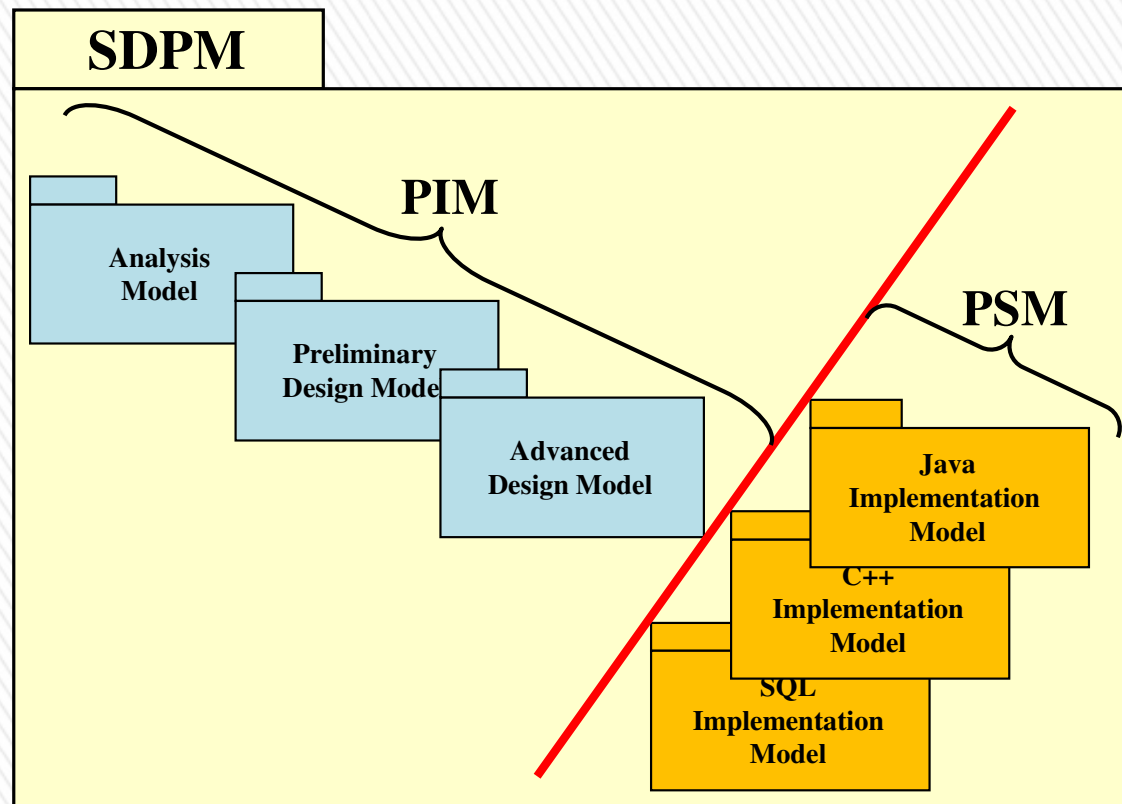 SDPM
PIM
Analysis
Model
Preliminary
Design Mode
Advanced
Design Model
PSM
Java
Implementation
Model
C++
Implementation
Model
SQL
Implementation
Model